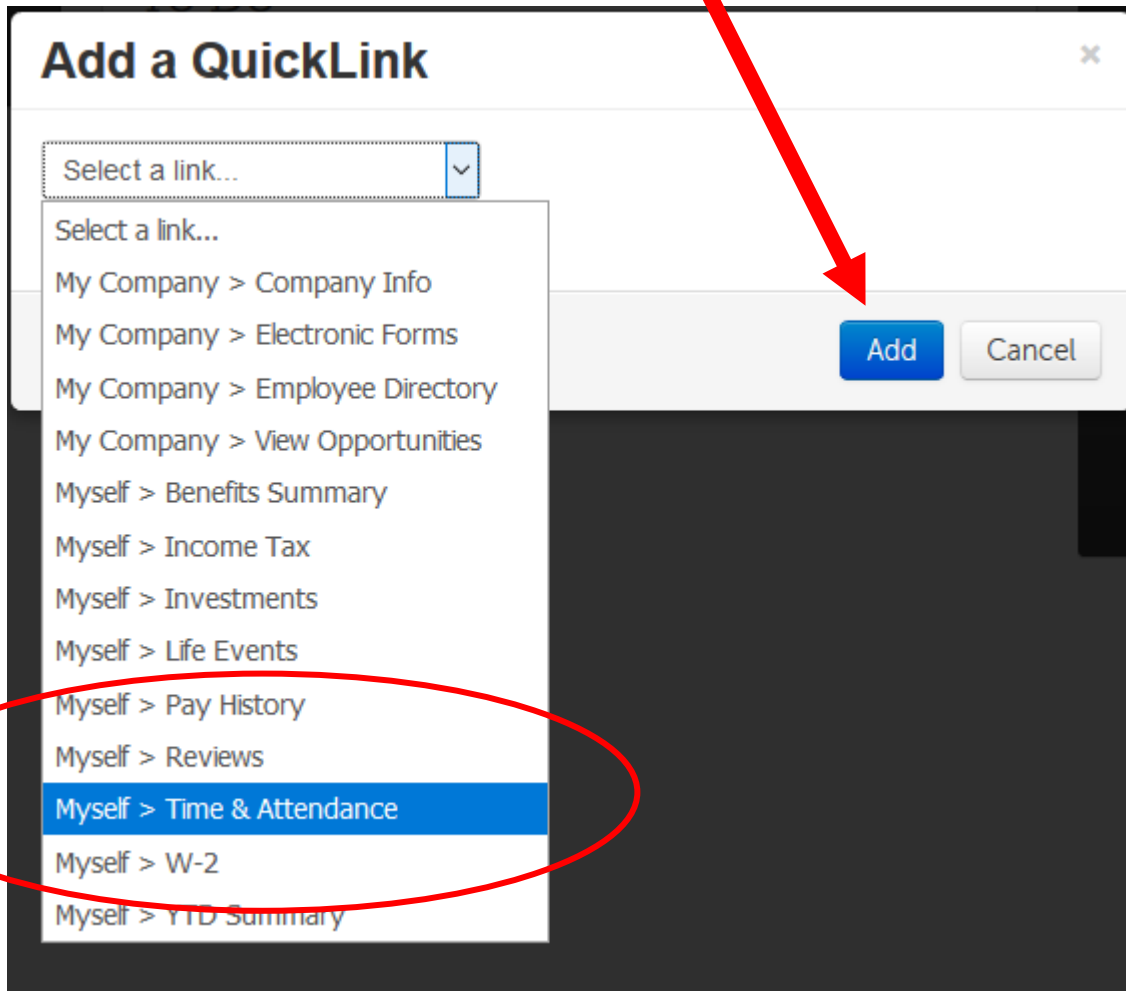 Add a QuickLink
×
Select a link...
Select a link...
My Company > Company Info
My Company > Electronic Forms
Add Cancel
My Company > Employee Directory
My Company > View Opportunities
Myself > Benefits Summary
Myself > Income Tax
Myself > Investments
Myself > Life Events
Myself > Pay History
Myself > Reviews
Myself > Time & Attendance
Myself > W-2
Myself > YTD Summary